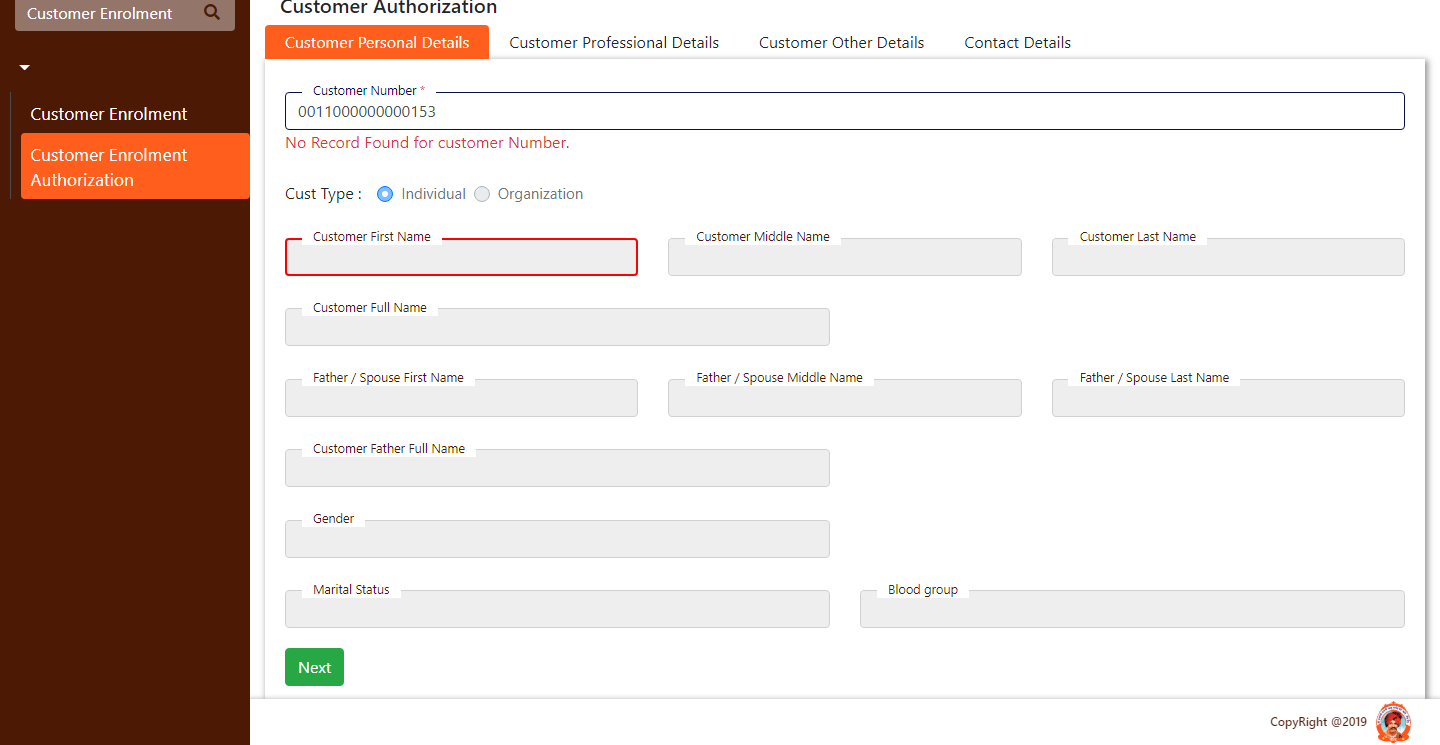 Customer Enrolment
Customer Authorization
Customer Personal Details Customer Professional Details Customer Other Details Contact Details
Customer Enrolment
Customer Enrolment
Authorization
Customer Number *
0011000000000153
No Record Found for customer Number.
Cust Type : Individual Organization
Customer First Name Customer Middle Name Customer Last Name
Customer Full Name
Father / Spouse First Name Father / Spouse Middle Name Father / Spouse Last Name
Customer Father Full Name
Gender
Marital Status Blood group
Next
CopyRight @2019